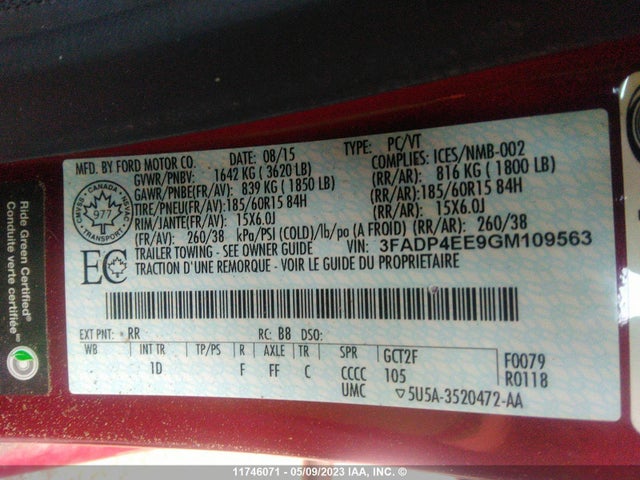 MFD. BY FORD MOTOR CO. DATE: 08/15 TYPE: PC/VT
GVWR/PNBV: 1642 KG ( 3620 LB) COMPLIES: ICES/NMB-002
GAWR/PNBE(FR/AV): 839 KG ( 1850 LB) (RR/AR): 816 KG ( 1800 LB)
TIRE/PNEU(FR/AV): 185/60R15 84H (RR/AR): 185/60R15 84H
RIM/JANTE(FR/AV): 15X6.0J (RR/AR): 15X6.0J
(FR/AV): 260/38 kPa/PSI (COLD)/lb/po (A FROID) (RR/AR): 260/38
TRAILER TOWING - SEE OWNER GUIDE VIN: 3FADP4EE9GM109563
TRACTION D'UNE REMORQUE - VOIR LE GUIDE DU PROPRIETAIRE
CANADA
CMVSS NSVAC
977
TRANSPORT
EC
EXT PNT: RR RC: B8 DSO:
WB INT TR TP/PS R AXLE TR SPR GCT2F F0079
1D F FF C CCCC 105 R0118
UMC ▽5U5A-3520472-AA
Ride Green Certified®
Conduite verte certifiée
11746071 - 05/09/2023 IAA, INC. ©